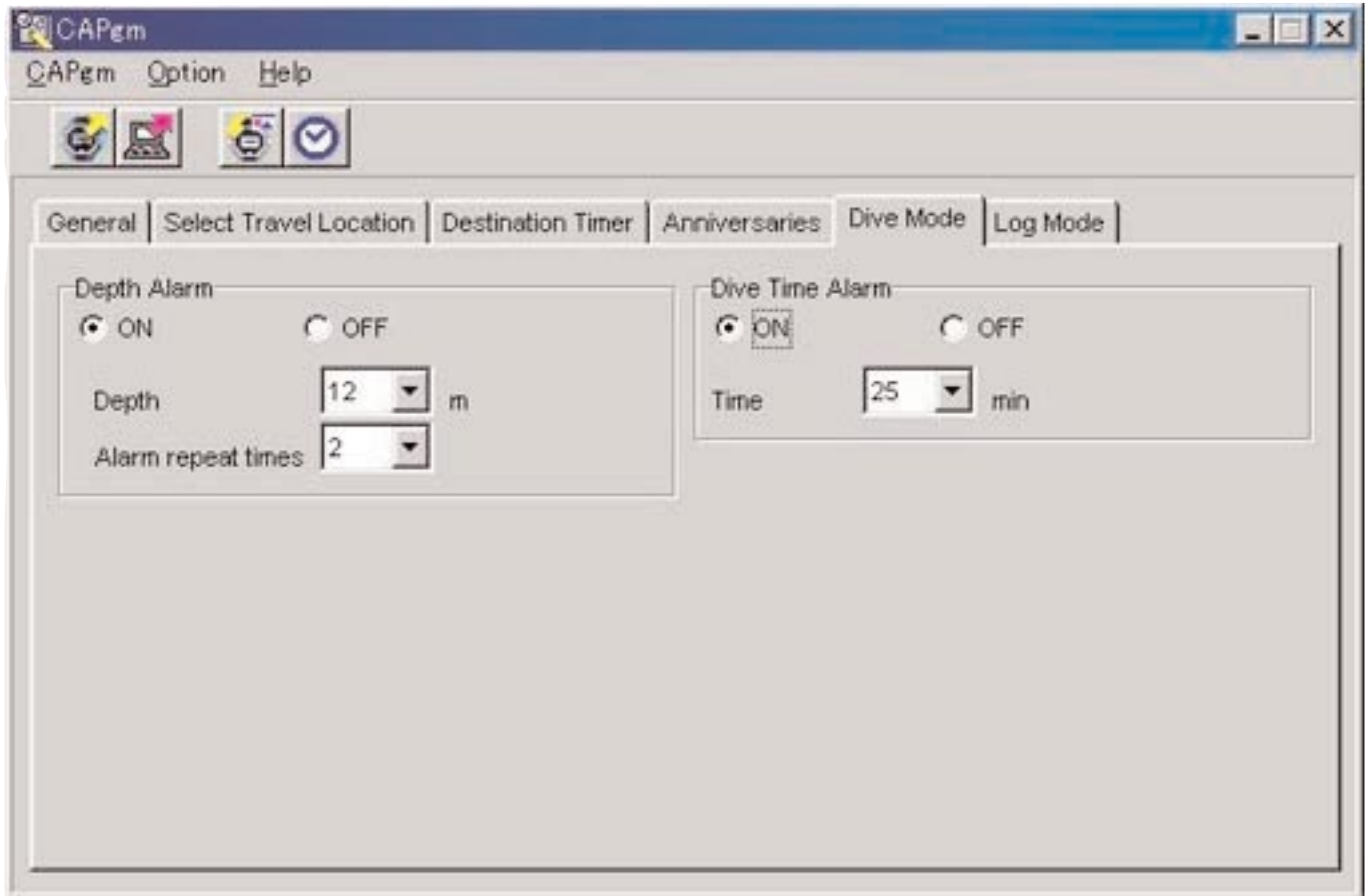 CAPgm
CAPgm Option Help
General Select Travel Location Destination Timer Anniversaries Dive Mode Log Mode
Depth Alarm
ON OFF
Depth 12 m
Alarm repeat times 2
Dive Time Alarm
ON OFF
Time 25 min